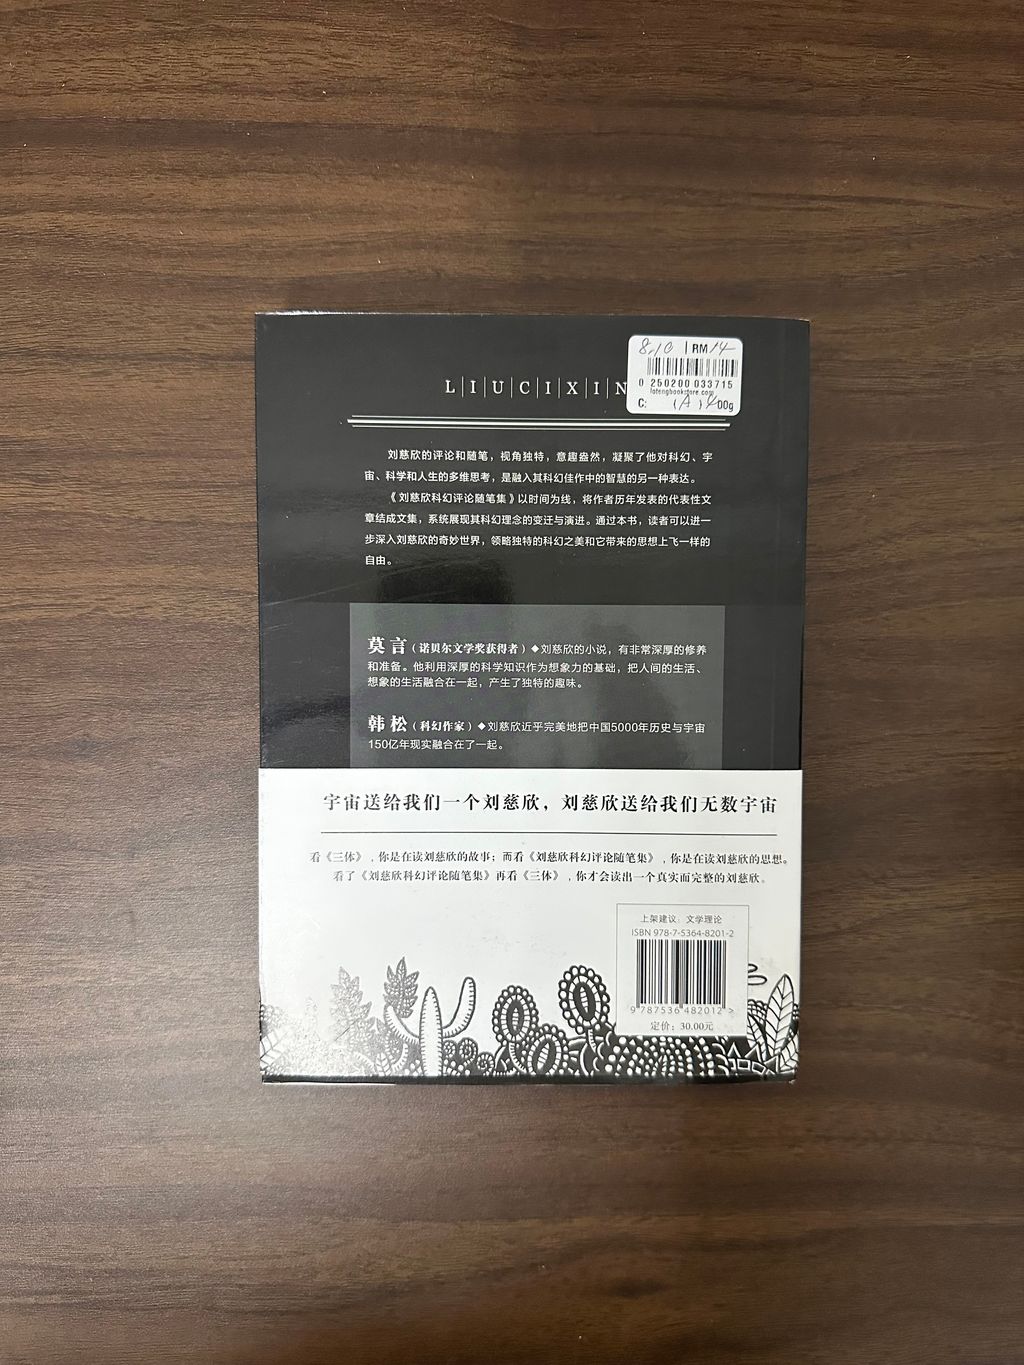 8.10 RM 14
0 250200 033715
C: 00g
L|I|U|C|I|X|I|N
刘慈欣的评论和随笔，视角独特，意趣盎然，凝聚了他对科幻、宇
宙、科学和人生的多维思考，是融入其科幻佳作中的智慧的另一种表达。
《刘慈欣科幻评论随笔集》以时间为线，将作者历年发表的代表性文
章结成文集，系统展现其科幻理念的变迁与演进。通过本书，读者可以进一
步深入刘慈欣的奇妙世界，领略独特的科幻之美和它带来的思想上飞一样的
自由。
莫言（诺贝尔文学奖获得者）◆刘慈欣的小说，有非常深厚的修养
和准备。他利用深厚的科学知识作为想象力的基础，把人间的生活、
想象的生活融合在一起，产生了独特的趣味。
韩松（科幻作家）◆刘慈欣近乎完美地把中国5000年历史与宇宙
150亿年现实融合在了一起。
宇宙送给我们一个刘慈欣，刘慈欣送给我们无数宇宙
看《三体》，你是在读刘慈欣的故事；而看《刘慈欣科幻评论随笔集》，你是在读刘慈欣的思想。
看了《刘慈欣科幻评论随笔集》再看《三体》，你才会读出一个真实而完整的刘慈欣。
上架建议：文学理论
ISBN 978-7-5364-8201-2
9 787536 482012 >
定价：30.00元